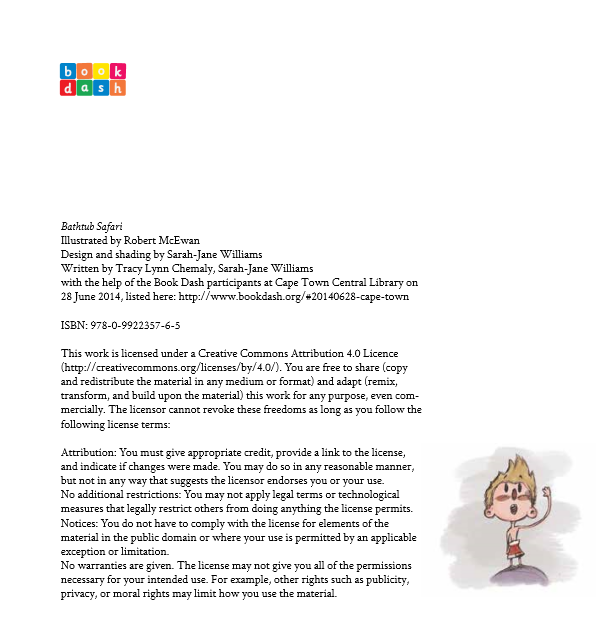 book
dash
Bathtub Safari
Illustrated by Robert McEwan
Design and shading by Sarah-Jane Williams
Written by Tracy Lynn Chemaly, Sarah-Jane Williams
with the help of the Book Dash participants at Cape Town Central Library on
28 June 2014, listed here: http://www.bookdash.org/#20140628-cape-town
ISBN: 978-0-9922357-6-5
This work is licensed under a Creative Commons Attribution 4.0 Licence
(http://creativecommons.org/licenses/by/4.0/). You are free to share (copy
and redistribute the material in any medium or format) and adapt (remix,
transform, and build upon the material) this work for any purpose, even com-
mercially. The licensor cannot revoke these freedoms as long as you follow the
following license terms:
Attribution: You must give appropriate credit, provide a link to the license,
and indicate if changes were made. You may do so in any reasonable manner,
but not in any way that suggests the licensor endorses you or your use.
No additional restrictions: You may not apply legal terms or technological
measures that legally restrict others from doing anything the license permits.
Notices: You do not have to comply with the license for elements of the
material in the public domain or where your use is permitted by an applicable
exception or limitation.
No warranties are given. The license may not give you all of the permissions
necessary for your intended use. For example, other rights such as publicity,
privacy, or moral rights may limit how you use the material.